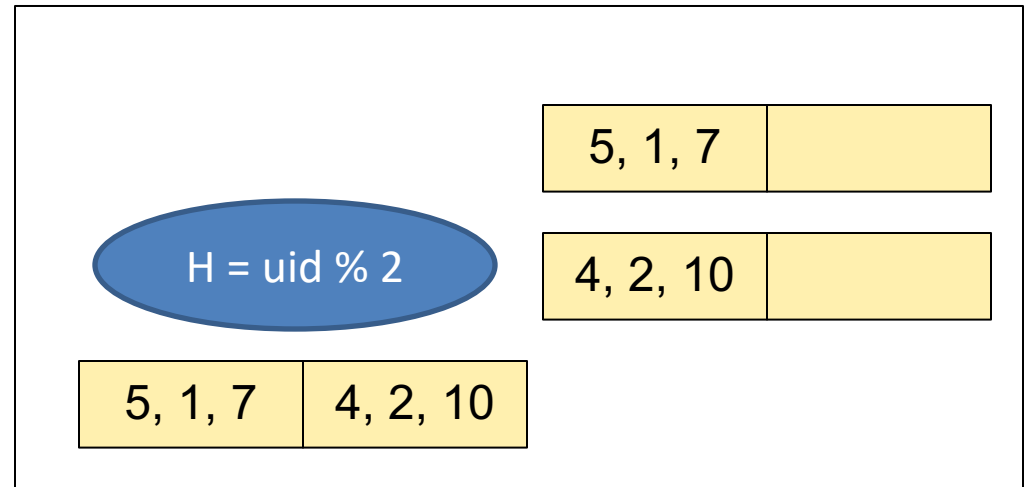 5, 1, 7
H = uid % 2
4, 2, 10
5, 1, 7
4, 2, 10